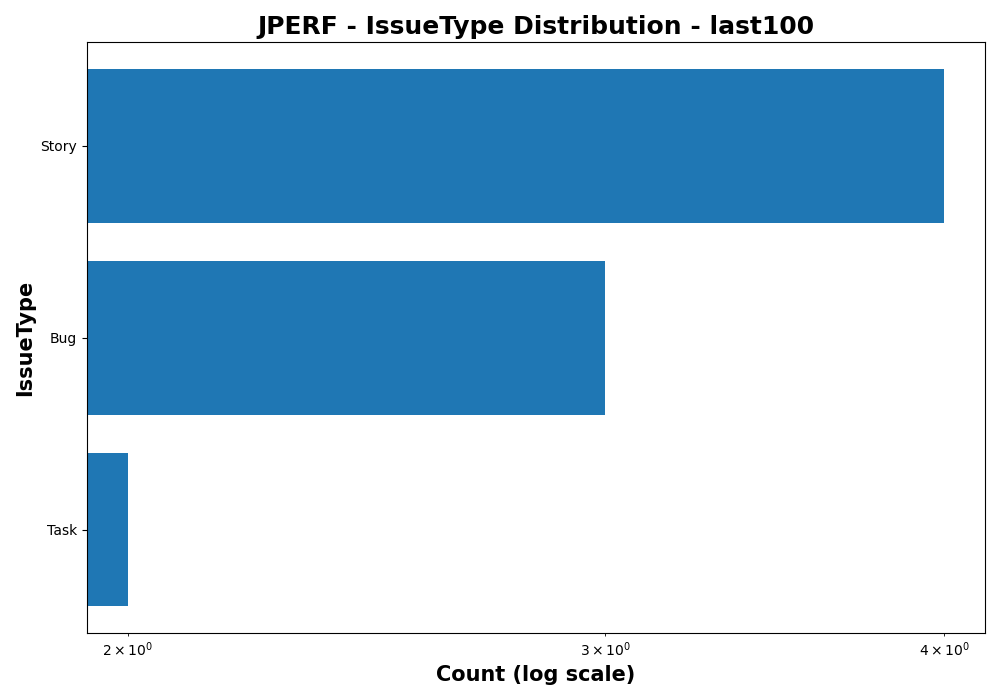 JPERF - IssueType Distribution - last100
IssueType
Story
Bug
Task
2 × 10⁰
3 × 10⁰
4 × 10⁰
Count (log scale)